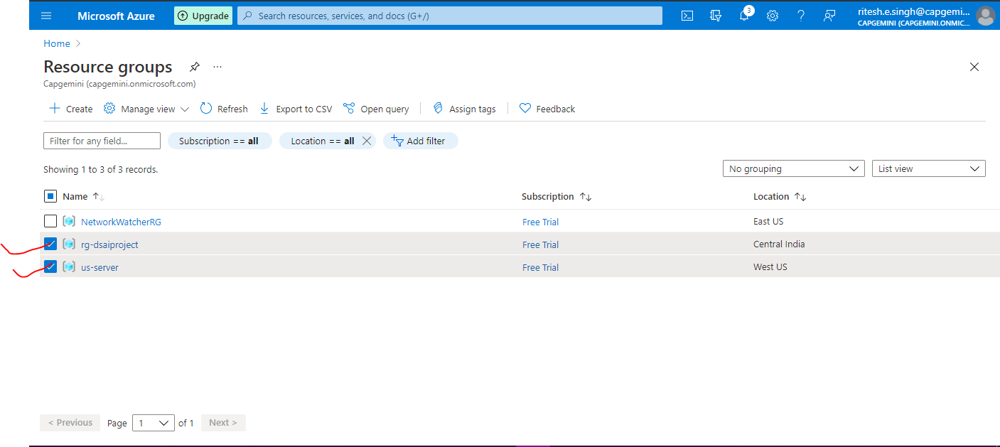 Microsoft Azure Upgrade Search resources, services, and docs (G+/) 3 ritesh.e.singh@capgemi...
CAPGEMINI (CAPGEMINI.ONMIC...
Home
Resource groups ...
Capgemini (capgemini.onmicrosoft.com)
Create Manage view Refresh Export to CSV Open query Assign tags Feedback
Filter for any field... Subscription == all Location == all Add filter
Showing 1 to 3 of 3 records. No grouping List view
Name Subscription Location
NetworkWatcherRG Free Trial East US
rg-dsaiproject Free Trial Central India
us-server Free Trial West US
< Previous Page 1 of 1 Next >